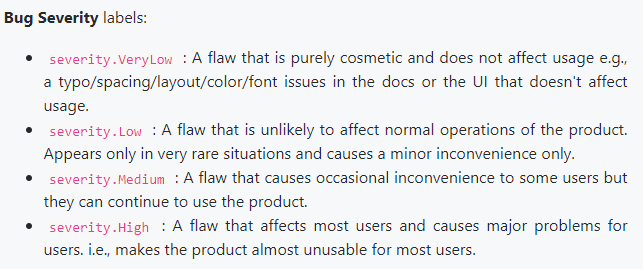 Bug Severity labels:
• severity.VeryLow : A flaw that is purely cosmetic and does not affect usage e.g.,
a typo/spacing/layout/color/font issues in the docs or the UI that doesn't affect
usage.
• severity.Low : A flaw that is unlikely to affect normal operations of the product.
Appears only in very rare situations and causes a minor inconvenience only.
• severity.Medium : A flaw that causes occasional inconvenience to some users but
they can continue to use the product.
• severity.High : A flaw that affects most users and causes major problems for
users. i.e., makes the product almost unusable for most users.